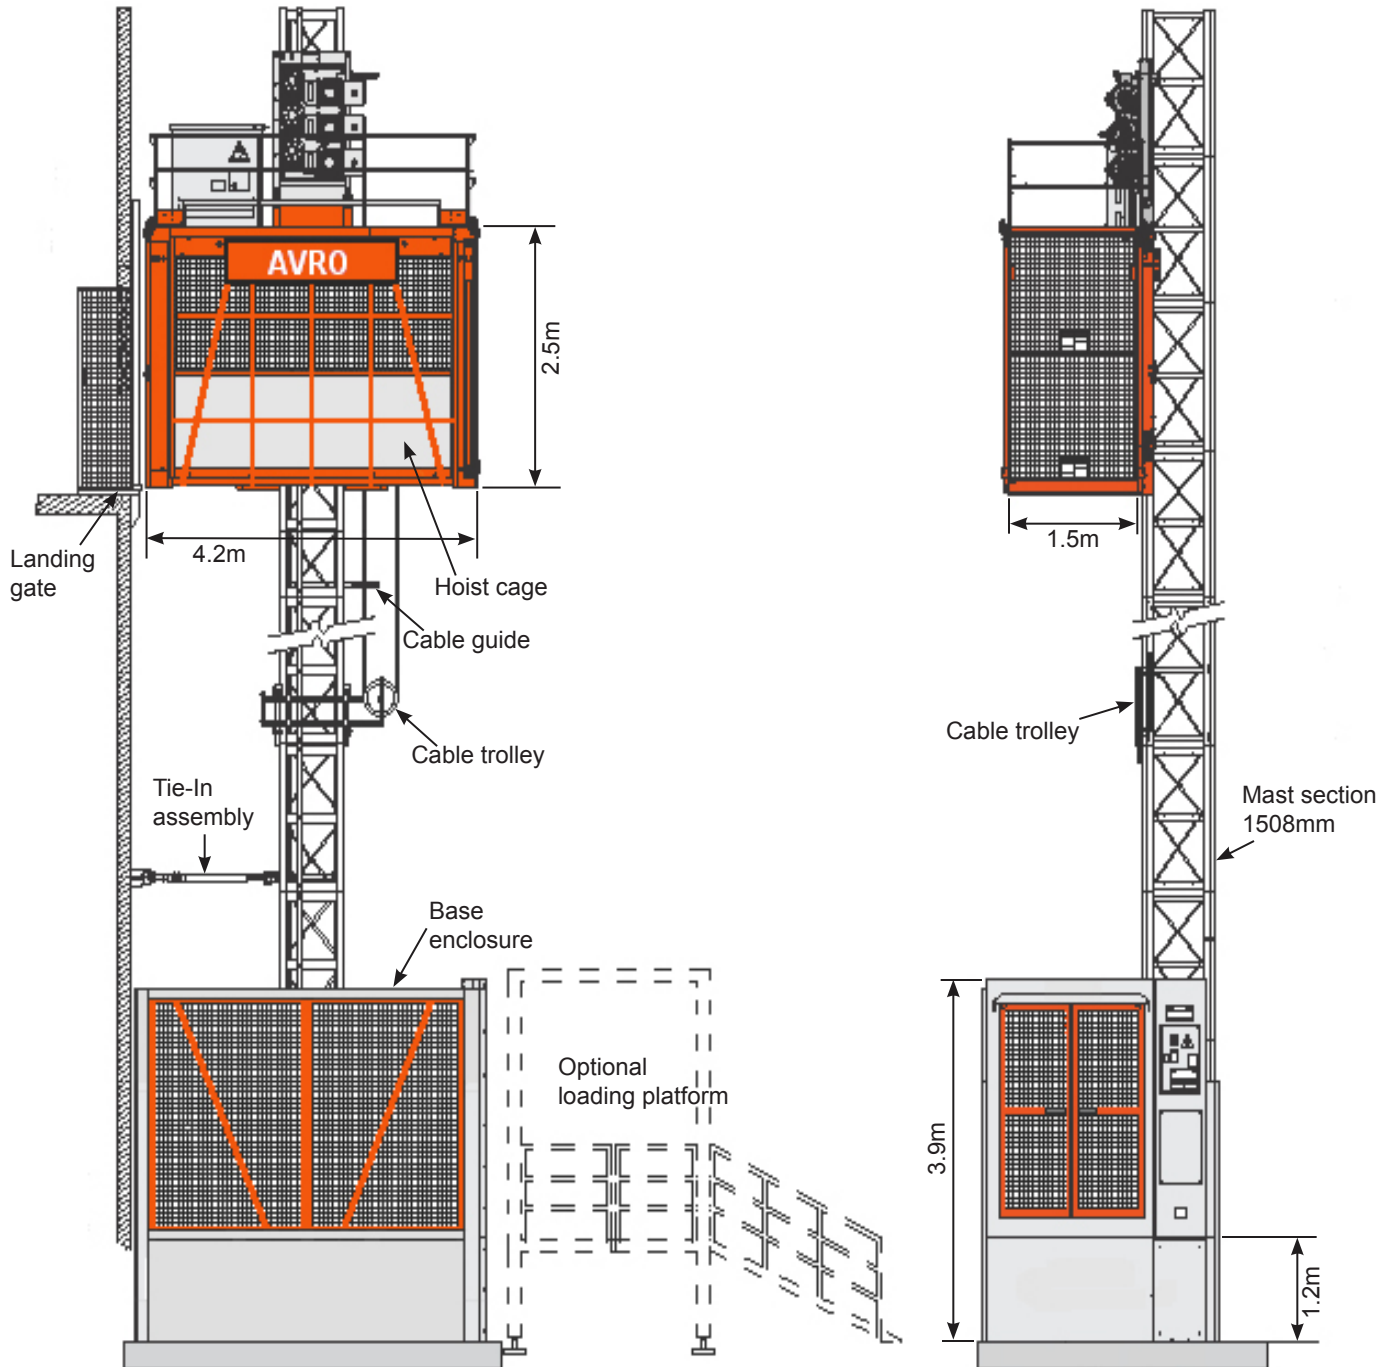 AVRO
2.5m
4.2m
Landing
gate
Hoist cage
Cable guide
Cable trolley
Tie-In
assembly
Base
enclosure
Optional
loading platform
1.5m
Cable trolley
Mast section
1508mm
3.9m
1.2m